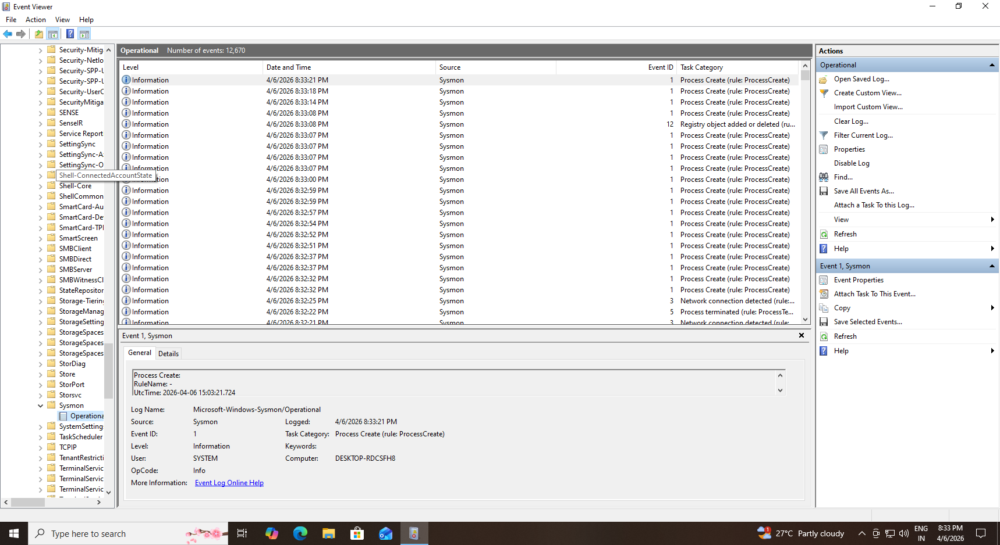 Event Viewer
File Action View Help
Security-Mitig
Security-Netlo
Security-SPP-U
Security-SPP-U
Security-UserC
SecurityMitiga
SENSE
SenseIR
Service Report
SettingSync
SettingSync-A
SettingSync-O
Shell-ConnectedAccountState
Shell-Core
ShellCommon
SmartCard-Au
SmartCard-De
SmartCard-TPI
SmartScreen
SMBClient
SMBDirect
SMBServer
SMBWitnessCl
StateRepositor
Storage-Tiering
StorageManag
StorageSetting
StorageSpaces
StorageSpaces
StorageSpaces
StorDiag
Store
StorPort
Storsvc
Sysmon
Operationa
SystemSetting
TaskScheduler
TCPIP
TenantRestricti
TerminalServic
TerminalServic
TerminalServic
Operational Number of events: 12,670
Level Date and Time Source Event ID Task Category
Information 4/6/2026 8:33:21 PM Sysmon 1 Process Create (rule: ProcessCreate)
Information 4/6/2026 8:33:18 PM Sysmon 1 Process Create (rule: ProcessCreate)
Information 4/6/2026 8:33:14 PM Sysmon 1 Process Create (rule: ProcessCreate)
Information 4/6/2026 8:33:08 PM Sysmon 1 Process Create (rule: ProcessCreate)
Information 4/6/2026 8:33:08 PM Sysmon 12 Registry object added or deleted (ru...
Information 4/6/2026 8:33:07 PM Sysmon 1 Process Create (rule: ProcessCreate)
Information 4/6/2026 8:33:07 PM Sysmon 1 Process Create (rule: ProcessCreate)
Information 4/6/2026 8:33:07 PM Sysmon 1 Process Create (rule: ProcessCreate)
Information 4/6/2026 8:33:07 PM Sysmon 1 Process Create (rule: ProcessCreate)
tion 4/6/2026 8:33:00 PM Sysmon 1 Process Create (rule: ProcessCreate)
Information 4/6/2026 8:32:59 PM Sysmon 1 Process Create (rule: ProcessCreate)
Information 4/6/2026 8:32:59 PM Sysmon 1 Process Create (rule: ProcessCreate)
Information 4/6/2026 8:32:57 PM Sysmon 1 Process Create (rule: ProcessCreate)
Information 4/6/2026 8:32:54 PM Sysmon 1 Process Create (rule: ProcessCreate)
Information 4/6/2026 8:32:52 PM Sysmon 1 Process Create (rule: ProcessCreate)
Information 4/6/2026 8:32:51 PM Sysmon 1 Process Create (rule: ProcessCreate)
Information 4/6/2026 8:32:37 PM Sysmon 1 Process Create (rule: ProcessCreate)
Information 4/6/2026 8:32:37 PM Sysmon 1 Process Create (rule: ProcessCreate)
Information 4/6/2026 8:32:32 PM Sysmon 1 Process Create (rule: ProcessCreate)
Information 4/6/2026 8:32:32 PM Sysmon 1 Process Create (rule: ProcessCreate)
Information 4/6/2026 8:32:25 PM Sysmon 3 Network connection detected (rule:...
Information 4/6/2026 8:32:22 PM Sysmon 5 Process terminated (rule: ProcessTe...
Information 4/6/2026 8:32:21 PM Sysmon 3 Network connection detected (rule:
Event 1, Sysmon
General Details
Process Create:
RuleName: -
UtcTime: 2026-04-06 15:03:21.724
Log Name: Microsoft-Windows-Sysmon/Operational
Source: Sysmon Logged: 4/6/2026 8:33:21 PM
Event ID: 1 Task Category: Process Create (rule: ProcessCreate)
Level: Information Keywords:
User: SYSTEM Computer: DESKTOP-RDCSFH8
OpCode: Info
More Information: Event Log Online Help
Actions
Operational
Open Saved Log...
Create Custom View...
Import Custom View...
Clear Log...
Filter Current Log...
Properties
Disable Log
Find...
Save All Events As...
Attach a Task To this Log...
View
Refresh
Help
Event 1, Sysmon
Event Properties
Attach Task To This Event...
Copy
Save Selected Events...
Refresh
Help
Type here to search
1 27°C Partly cloudy
ENG
IN
8:33 PM
4/6/2026